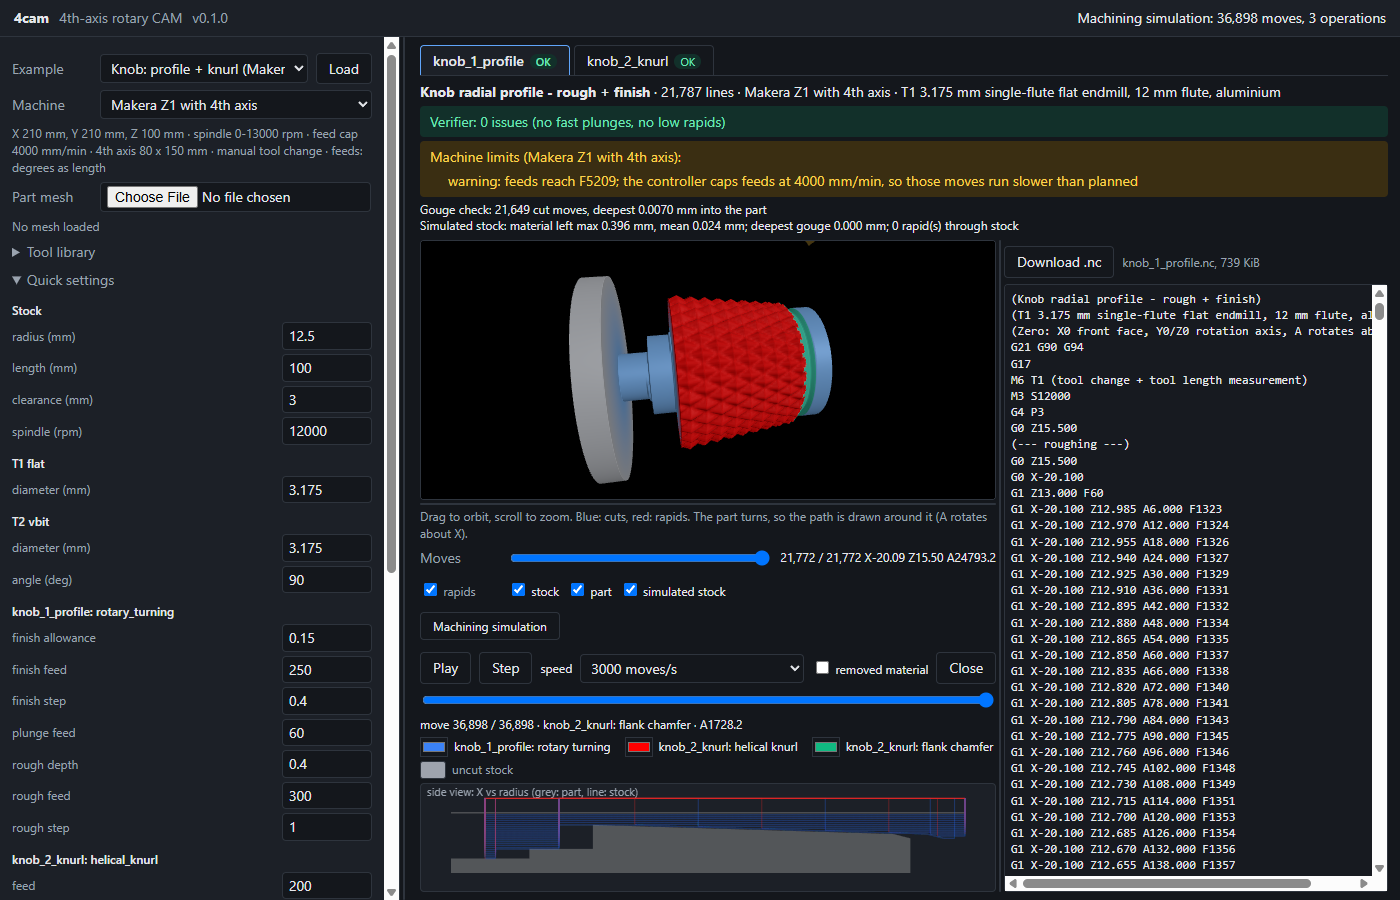 4cam 4th-axis rotary CAM v0.1.0
Machining simulation: 36,898 moves, 3 operations
Example
Knob: profile + knurl (Maker
Load
Machine
Makera Z1 with 4th axis
X 210 mm, Y 210 mm, Z 100 mm · spindle 0-13000 rpm · feed cap
4000 mm/min · 4th axis 80 x 150 mm · manual tool change · feeds:
degrees as length
Part mesh
Choose File No file chosen
No mesh loaded
Tool library
Quick settings
Stock
radius (mm) 12.5
length (mm) 100
clearance (mm) 3
spindle (rpm) 12000
T1 flat
diameter (mm) 3.175
T2 vbit
diameter (mm) 3.175
angle (deg) 90
knob_1_profile: rotary_turning
finish allowance 0.15
finish feed 250
finish step 0.4
plunge feed 60
rough depth 0.4
rough feed 300
rough step 1
knob_2_knurl: helical_knurl
feed 200
knob_1_profile OK
knob_2_knurl OK
Knob radial profile - rough + finish · 21,787 lines · Makera Z1 with 4th axis · T1 3.175 mm single-flute flat endmill, 12 mm flute, aluminium
Verifier: 0 issues (no fast plunges, no low rapids)
Machine limits (Makera Z1 with 4th axis):
warning: feeds reach F5209; the controller caps feeds at 4000 mm/min, so those moves run slower than planned
Gouge check: 21,649 cut moves, deepest 0.0070 mm into the part
Simulated stock: material left max 0.396 mm, mean 0.024 mm; deepest gouge 0.000 mm; 0 rapid(s) through stock
Drag to orbit, scroll to zoom. Blue: cuts, red: rapids. The part turns, so the path is drawn around it (A rotates
about X).
Moves
21,772 / 21,772 X-20.09 Z15.50 A24793.2
rapids
stock
part
simulated stock
Machining simulation
Play
Step
speed
3000 moves/s
removed material
Close
move 36,898 / 36,898 · knob_2_knurl: flank chamfer · A1728.2
knob_1_profile: rotary turning
knob_2_knurl: helical knurl
knob_2_knurl: flank chamfer
uncut stock
side view: X vs radius (grey: part, line: stock)
Download .nc
knob_1_profile.nc, 739 KiB
(Knob radial profile - rough + finish)
(T1 3.175 mm single-flute flat endmill, 12 mm flute, al
(Zero: X0 front face, Y0/Z0 rotation axis, A rotates ab
G21 G90 G94
G17
M6 T1 (tool change + tool length measurement)
M3 S12000
G4 P3
G0 Z15.500
(--- roughing ---)
G0 Z15.500
G0 X-20.100
G1 Z13.000 F60
G1 X-20.100 Z12.985 A6.000 F1323
G1 X-20.100 Z12.970 A12.000 F1324
G1 X-20.100 Z12.955 A18.000 F1326
G1 X-20.100 Z12.940 A24.000 F1327
G1 X-20.100 Z12.925 A30.000 F1329
G1 X-20.100 Z12.910 A36.000 F1331
G1 X-20.100 Z12.895 A42.000 F1332
G1 X-20.100 Z12.880 A48.000 F1334
G1 X-20.100 Z12.865 A54.000 F1335
G1 X-20.100 Z12.850 A60.000 F1337
G1 X-20.100 Z12.835 A66.000 F1338
G1 X-20.100 Z12.820 A72.000 F1340
G1 X-20.100 Z12.805 A78.000 F1341
G1 X-20.100 Z12.790 A84.000 F1343
G1 X-20.100 Z12.775 A90.000 F1345
G1 X-20.100 Z12.760 A96.000 F1346
G1 X-20.100 Z12.745 A102.000 F1348
G1 X-20.100 Z12.730 A108.000 F1349
G1 X-20.100 Z12.715 A114.000 F1351
G1 X-20.100 Z12.700 A120.000 F1353
G1 X-20.100 Z12.685 A126.000 F1354
G1 X-20.100 Z12.670 A132.000 F1356
G1 X-20.100 Z12.655 A138.000 F1357